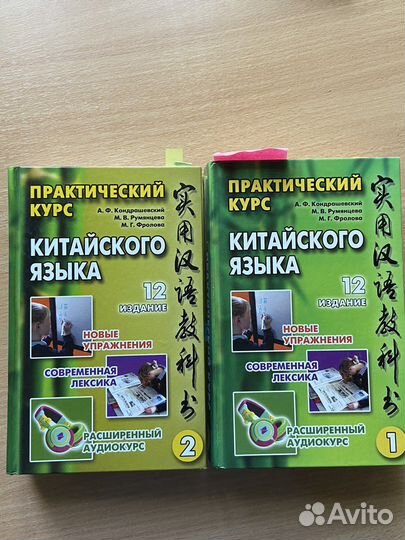 ПРАКТИЧЕСКИЙ
КУРС
А. Ф. Кондрашевский
М. В. Румянцева
М. Г. Фролова
КИТАЙСКОГО
ЯЗЫКА
12
ИЗДАНИЕ
НОВЫЕ
УПРАЖНЕНИЯ
СОВРЕМЕННАЯ
ЛЕКСИКА
РАСШИРЕННЫЙ
АУДИОКУРС
2
实用汉语教科书
ПРАКТИЧЕСКИЙ
КУРС
А. Ф. Кондрашевский
М. В. Румянцева
М. Г. Фролова
КИТАЙСКОГО
ЯЗЫКА
12
ИЗДАНИЕ
НОВЫЕ
УПРАЖНЕНИЯ
СОВРЕМЕННАЯ
ЛЕКСИКА
РАСШИРЕННЫЙ
АУДИОКУРС
1
实用汉语教科书
Avito